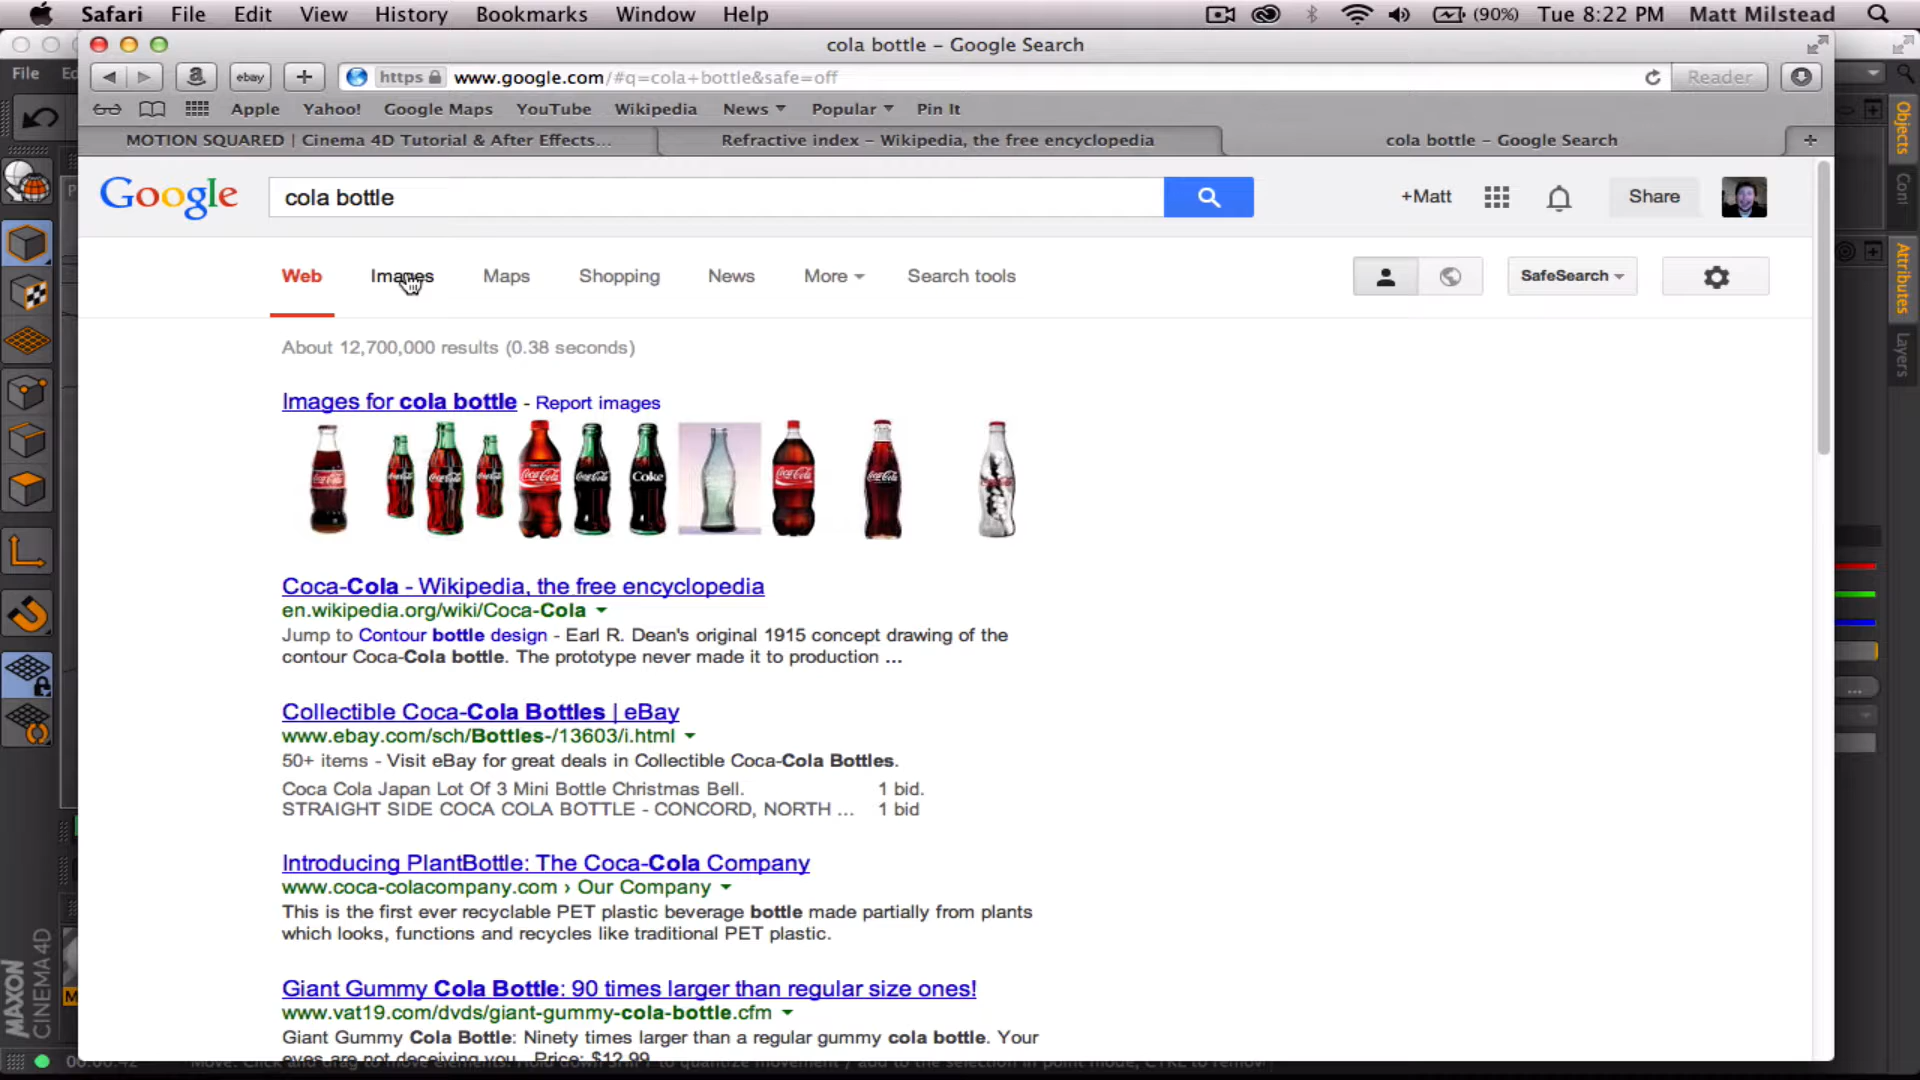 Safari File Edit View History Bookmarks Window Help (90%) Tue 8:22 PM Matt Milstead
cola bottle – Google Search
File
ebay + https www.google.com/#q=cola+bottle&safe=off Reader
Apple Yahoo! Google Maps YouTube Wikipedia News Popular Pin It
MOTION SQUARED | Cinema 4D Tutorial & After Effects... Refractive index – Wikipedia, the free encyclopedia cola bottle – Google Search +
Google cola bottle +Matt Share
Web Images Maps Shopping News More Search tools SafeSearch
About 12,700,000 results (0.38 seconds)
Images for cola bottle - Report images
Coca-Cola Coke
Coca-Cola - Wikipedia, the free encyclopedia
en.wikipedia.org/wiki/Coca-Cola
Jump to Contour bottle design - Earl R. Dean's original 1915 concept drawing of the
contour Coca-Cola bottle. The prototype never made it to production ...
Collectible Coca-Cola Bottles | eBay
www.ebay.com/sch/Bottles-/13603/i.html
50+ items - Visit eBay for great deals in Collectible Coca-Cola Bottles.
Coca Cola Japan Lot Of 3 Mini Bottle Christmas Bell. 1 bid.
STRAIGHT SIDE COCA COLA BOTTLE - CONCORD, NORTH ... 1 bid
Introducing PlantBottle: The Coca-Cola Company
www.coca-colacompany.com › Our Company
This is the first ever recyclable PET plastic beverage bottle made partially from plants
which looks, functions and recycles like traditional PET plastic.
Giant Gummy Cola Bottle: 90 times larger than regular size ones!
www.vat19.com/dvds/giant-gummy-cola-bottle.cfm
Giant Gummy Cola Bottle: Ninety times larger than a regular gummy cola bottle. Your
eyes are not deceiving you. Price: $12.99
Objects
Attributes
Layers
MAXON
CINEMA 4D